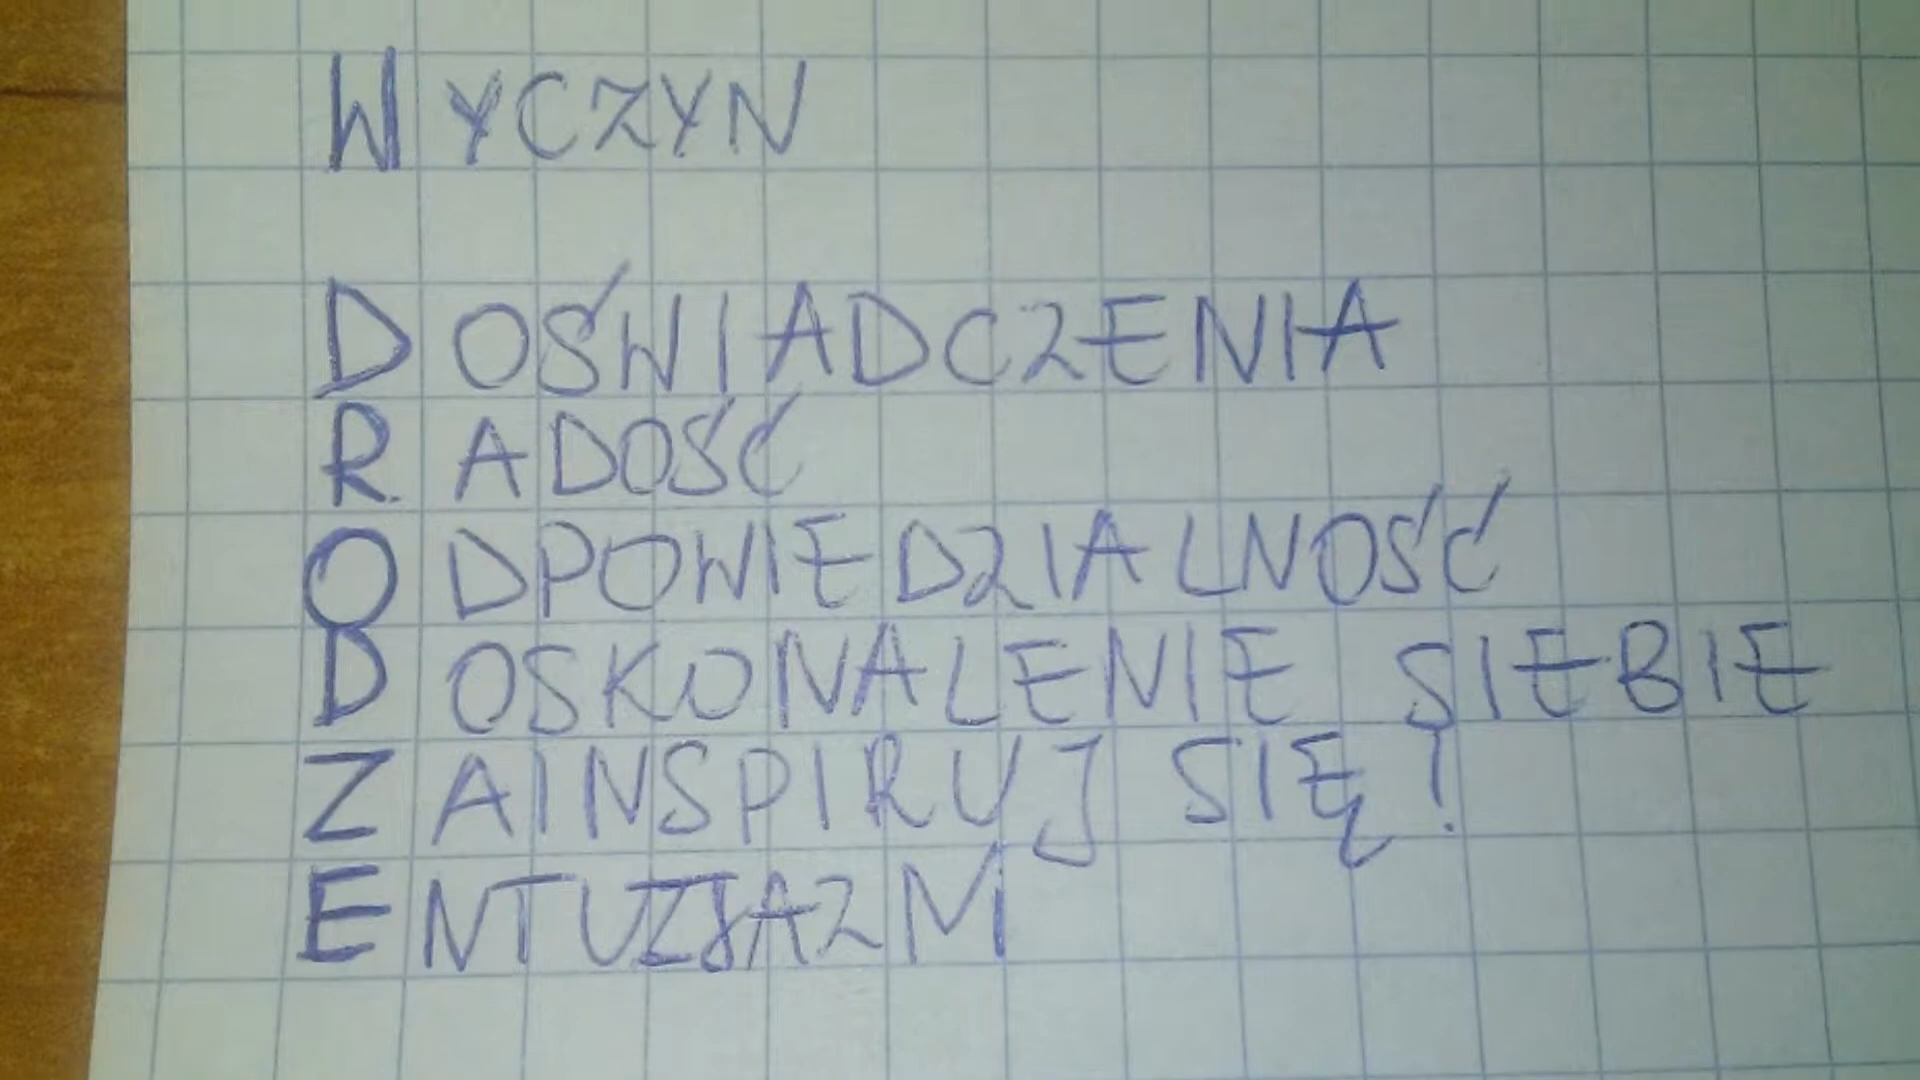 WYCZYN
DOŚWIADCZENIA
RADOŚĆ
ODPOWIEDZIALNOŚĆ
DOSKONALENIE SIEBIE
ZAINSPIRUJ SIĘ!
ENTUZJAZM